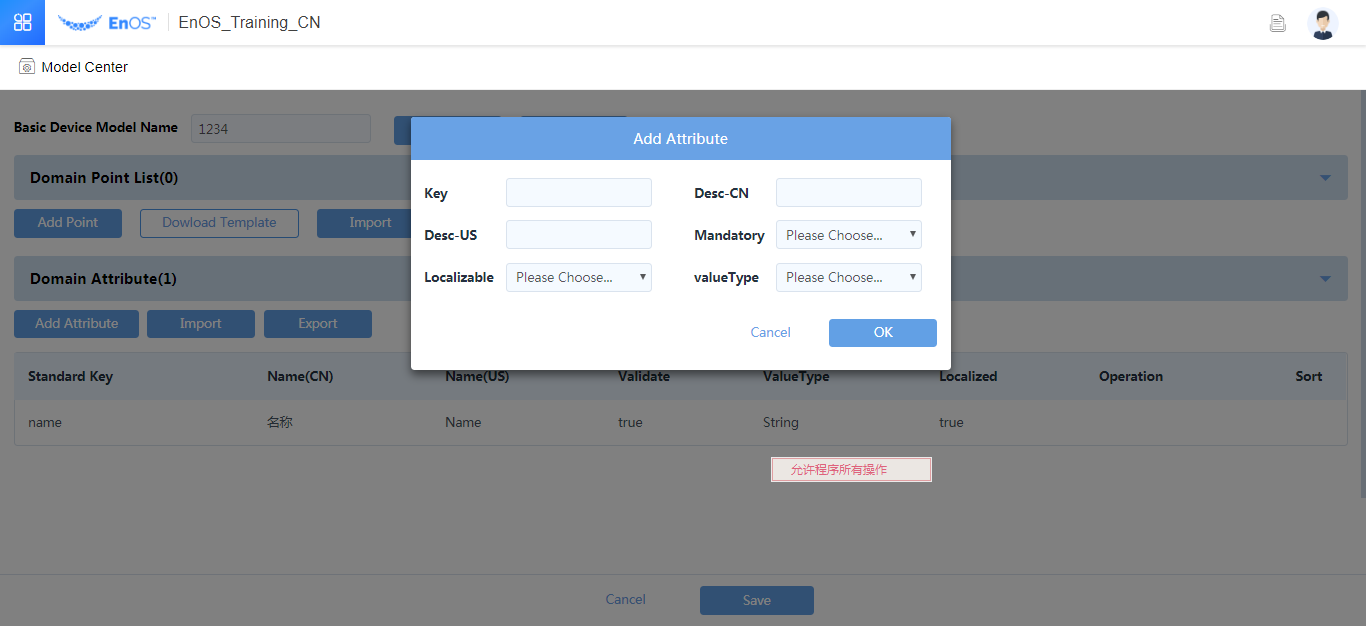 EnOS™ EnOS_Training_CN
Model Center
Basic Device Model Name 1234
Add Attribute
Key Desc-CN
Desc-US Mandatory Please Choose...
Localizable Please Choose... valueType Please Choose...
Cancel OK
Domain Point List(0)
Add Point Dowload Template Import
Domain Attribute(1)
Add Attribute Import Export
Standard Key Name(CN) Name(US) Validate ValueType Localized Operation Sort
name 名称 Name true String true
允许程序所有操作
Cancel Save